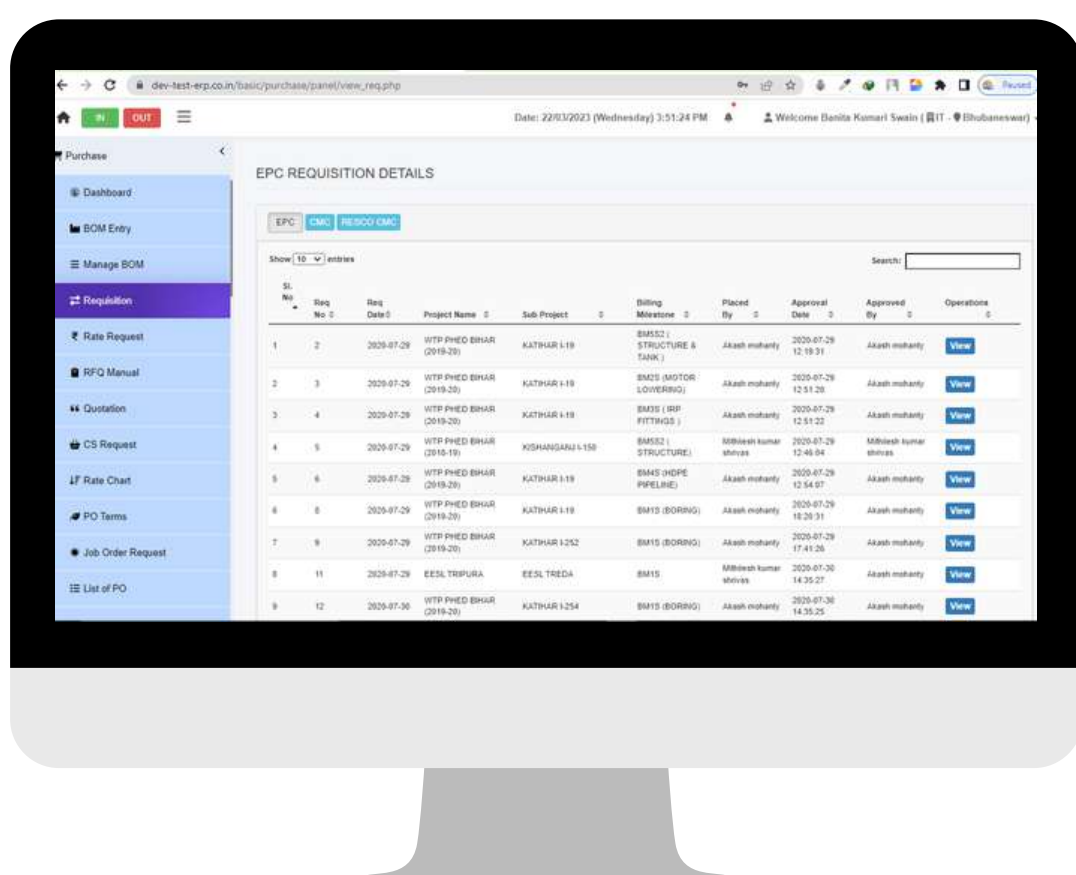 dev-test-erp.co.in/basic/purchase/panel/view_req.php Paused
IN OUT Date: 22/03/2023 (Wednesday) 3:51:24 PM Welcome Banita Kumari Swain ( IT - Bhubaneswar)
Purchase
Dashboard
BOM Entry
Manage BOM
Requisition
Rate Request
RFQ Manual
Quotation
CS Request
Rate Chart
PO Terms
Job Order Request
List of PO
EPC REQUISITION DETAILS
EPC CMC RESCO CMC
Show 10 entries Search:
Sl.
No Req Req Billing Placed Approval Approved Operations
No Date Project Name Sub Project Milestone By Date By
1 2 2020-07-29 WTP PHED BIHAR KATIHAR I-19 BM5S2 ( Akash mohanty 2020-07-29 Akash mohanty View
(2019-20) STRUCTURE & 12:19:31
TANK )
2 3 2020-07-29 WTP PHED BIHAR KATIHAR I-19 BM2S (MOTOR Akash mohanty 2020-07-29 Akash mohanty View
(2019-20) LOWERING) 12:51:20
3 4 2020-07-29 WTP PHED BIHAR KATIHAR I-19 BM3S ( IRP Akash mohanty 2020-07-29 Akash mohanty View
(2019-20) FITTINGS ) 12:51:22
4 5 2020-07-29 WTP PHED BIHAR KISHANGANJ I-150 BM5S2 ( Mithilesh kumar 2020-07-29 Mithilesh kumar View
(2018-19) STRUCTURE) shrivas 12:46:04 shrivas
5 6 2020-07-29 WTP PHED BIHAR KATIHAR I-19 BM4S (HDPE Akash mohanty 2020-07-29 Akash mohanty View
(2019-20) PIPELINE) 12:54:07
6 8 2020-07-29 WTP PHED BIHAR KATIHAR I-19 BM1S (BORING) Akash mohanty 2020-07-29 Akash mohanty View
(2019-20) 18:20:31
7 9 2020-07-29 WTP PHED BIHAR KATIHAR I-252 BM1S (BORING) Akash mohanty 2020-07-29 Akash mohanty View
(2019-20) 17:41:26
8 11 2020-07-29 EESL TRIPURA EESL TREDA BM1S Mithilesh kumar 2020-07-30 Akash mohanty View
shrivas 14:35:27
9 12 2020-07-30 WTP PHED BIHAR KATIHAR I-254 BM1S (BORING) Akash mohanty 2020-07-30 Akash mohanty View
(2019-20) 14:35:25